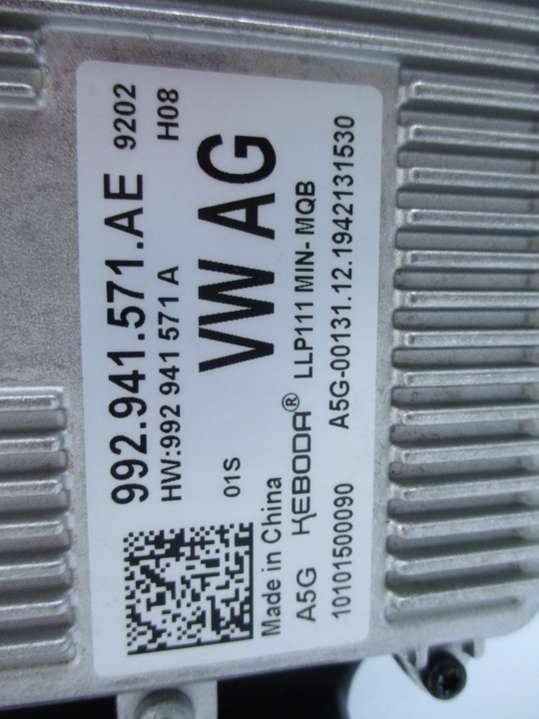 992.941.571.AE 9202
HW:992 941 571 A H08
01S VW AG
Made in China
A5G KEBODA® LLP111 MIN-MQB
10101500090 A5G-00131.12.1942131530